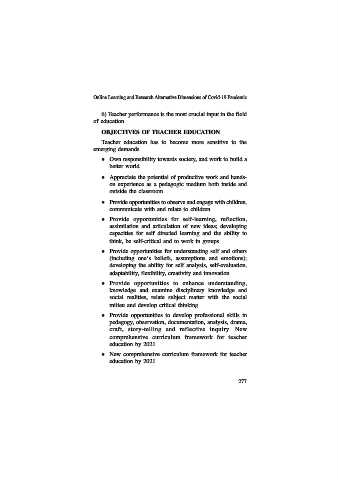 Online Learning and Research Alternative Dimensions of Covid-19 Pandemic
8) Teacher performance is the most crucial input in the field
of education.
OBJECTIVES OF TEACHER EDUCATION
Teacher education has to become more sensitive to the
emerging demands
● Own responsibility towards society, and work to build a
better world
● Appreciate the potential of productive work and hands-
on experience as a pedagogic medium both inside and
outside the classroom
● Provide opportunities to observe and engage with children,
communicate with and relate to children
● Provide opportunities for self-learning, reflection,
assimilation and articulation of new ideas; developing
capacities for self directed learning and the ability to
think, be self-critical and to work in groups
● Provide opportunities for understanding self and others
(including one's beliefs, assumptions and emotions);
developing the ability for self analysis, self-evaluation,
adaptability, flexibility, creativity and innovation
● Provide opportunities to enhance understanding,
knowledge and examine disciplinary knowledge and
social realities, relate subject matter with the social
milieu and develop critical thinking
● Provide opportunities to develop professional skills in
pedagogy, observation, documentation, analysis, drama,
craft, story-telling and reflective inquiry New
comprehensive curriculum framework for teacher
education by 2021
● New comprehensive curriculum framework for teacher
education by 2021
277